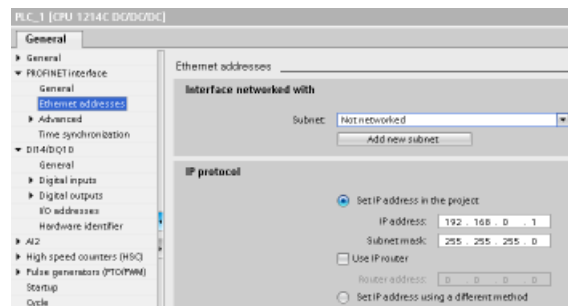 PLC_1 [CPU 1214C DC/DC/DC]
General
General
PROFINET interface
General
Ethernet addresses
Advanced
Time synchronization
DI14/DQ10
General
Digital inputs
Digital outputs
I/O addresses
Hardware identifier
AI2
High speed counters (HSC)
Pulse generators (PTO/PWM)
Startup
Cycle
Ethernet addresses
Interface networked with
Subnet: Not networked
Add new subnet
IP protocol
Set IP address in the project
IP address: 192 . 168 . 0 . 1
Subnet mask: 255 . 255 . 255 . 0
Use IP router
Router address: 0 . 0 . 0 . 0
Set IP address using a different method